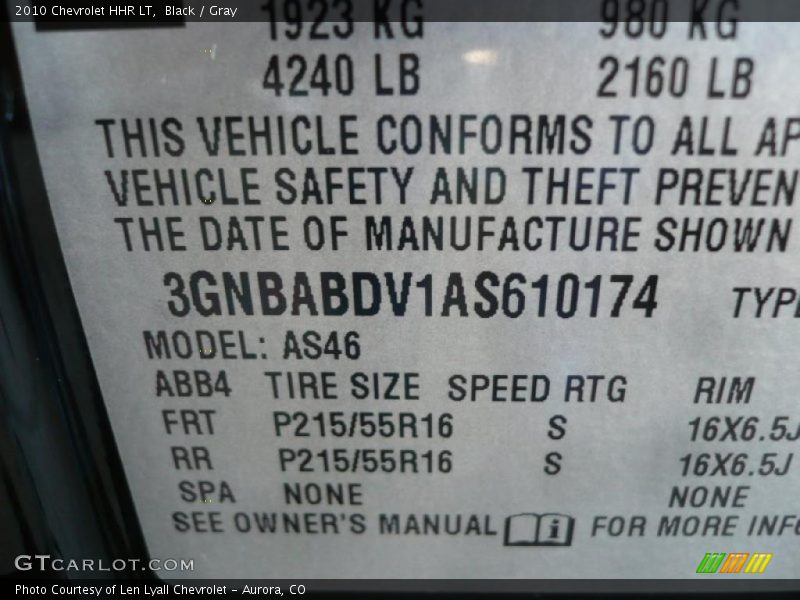 2010 Chevrolet HHR LT, Black / Gray
1923 KG 980 KG
4240 LB 2160 LB
THIS VEHICLE CONFORMS TO ALL AP
VEHICLE SAFETY AND THEFT PREVEN
THE DATE OF MANUFACTURE SHOWN
3GNBABDV1AS610174 TYPE
MODEL: AS46
ABB4 TIRE SIZE SPEED RTG RIM
FRT P215/55R16 S 16X6.5J
RR P215/55R16 S 16X6.5J
SPA NONE NONE
SEE OWNER'S MANUAL i FOR MORE INFO
GTCARLOT.COM
Photo Courtesy of Len Lyall Chevrolet - Aurora, CO